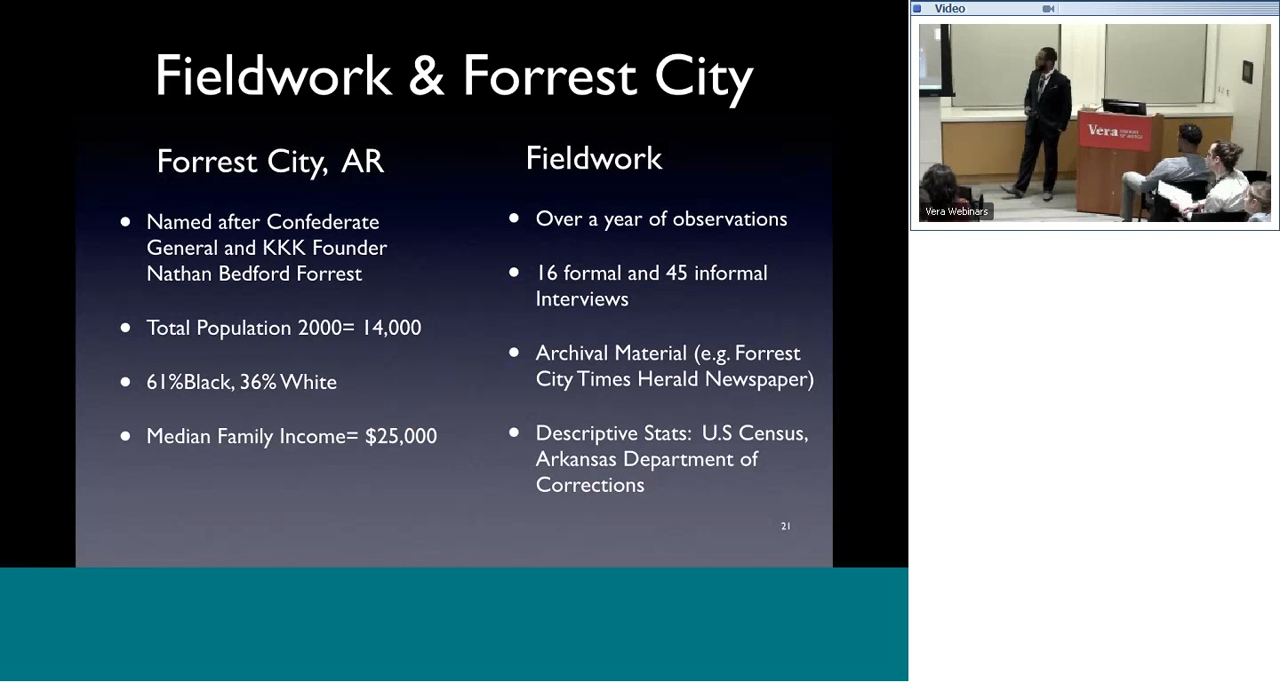 Fieldwork & Forrest City
Forrest City, AR
● Named after Confederate
General and KKK Founder
Nathan Bedford Forrest
● Total Population 2000= 14,000
● 61%Black, 36% White
● Median Family Income= $25,000
Fieldwork
● Over a year of observations
● 16 formal and 45 informal
Interviews
● Archival Material (e.g. Forrest
City Times Herald Newspaper)
● Descriptive Stats: U.S Census,
Arkansas Department of
Corrections
21
Video
Vera
Vera Webinars